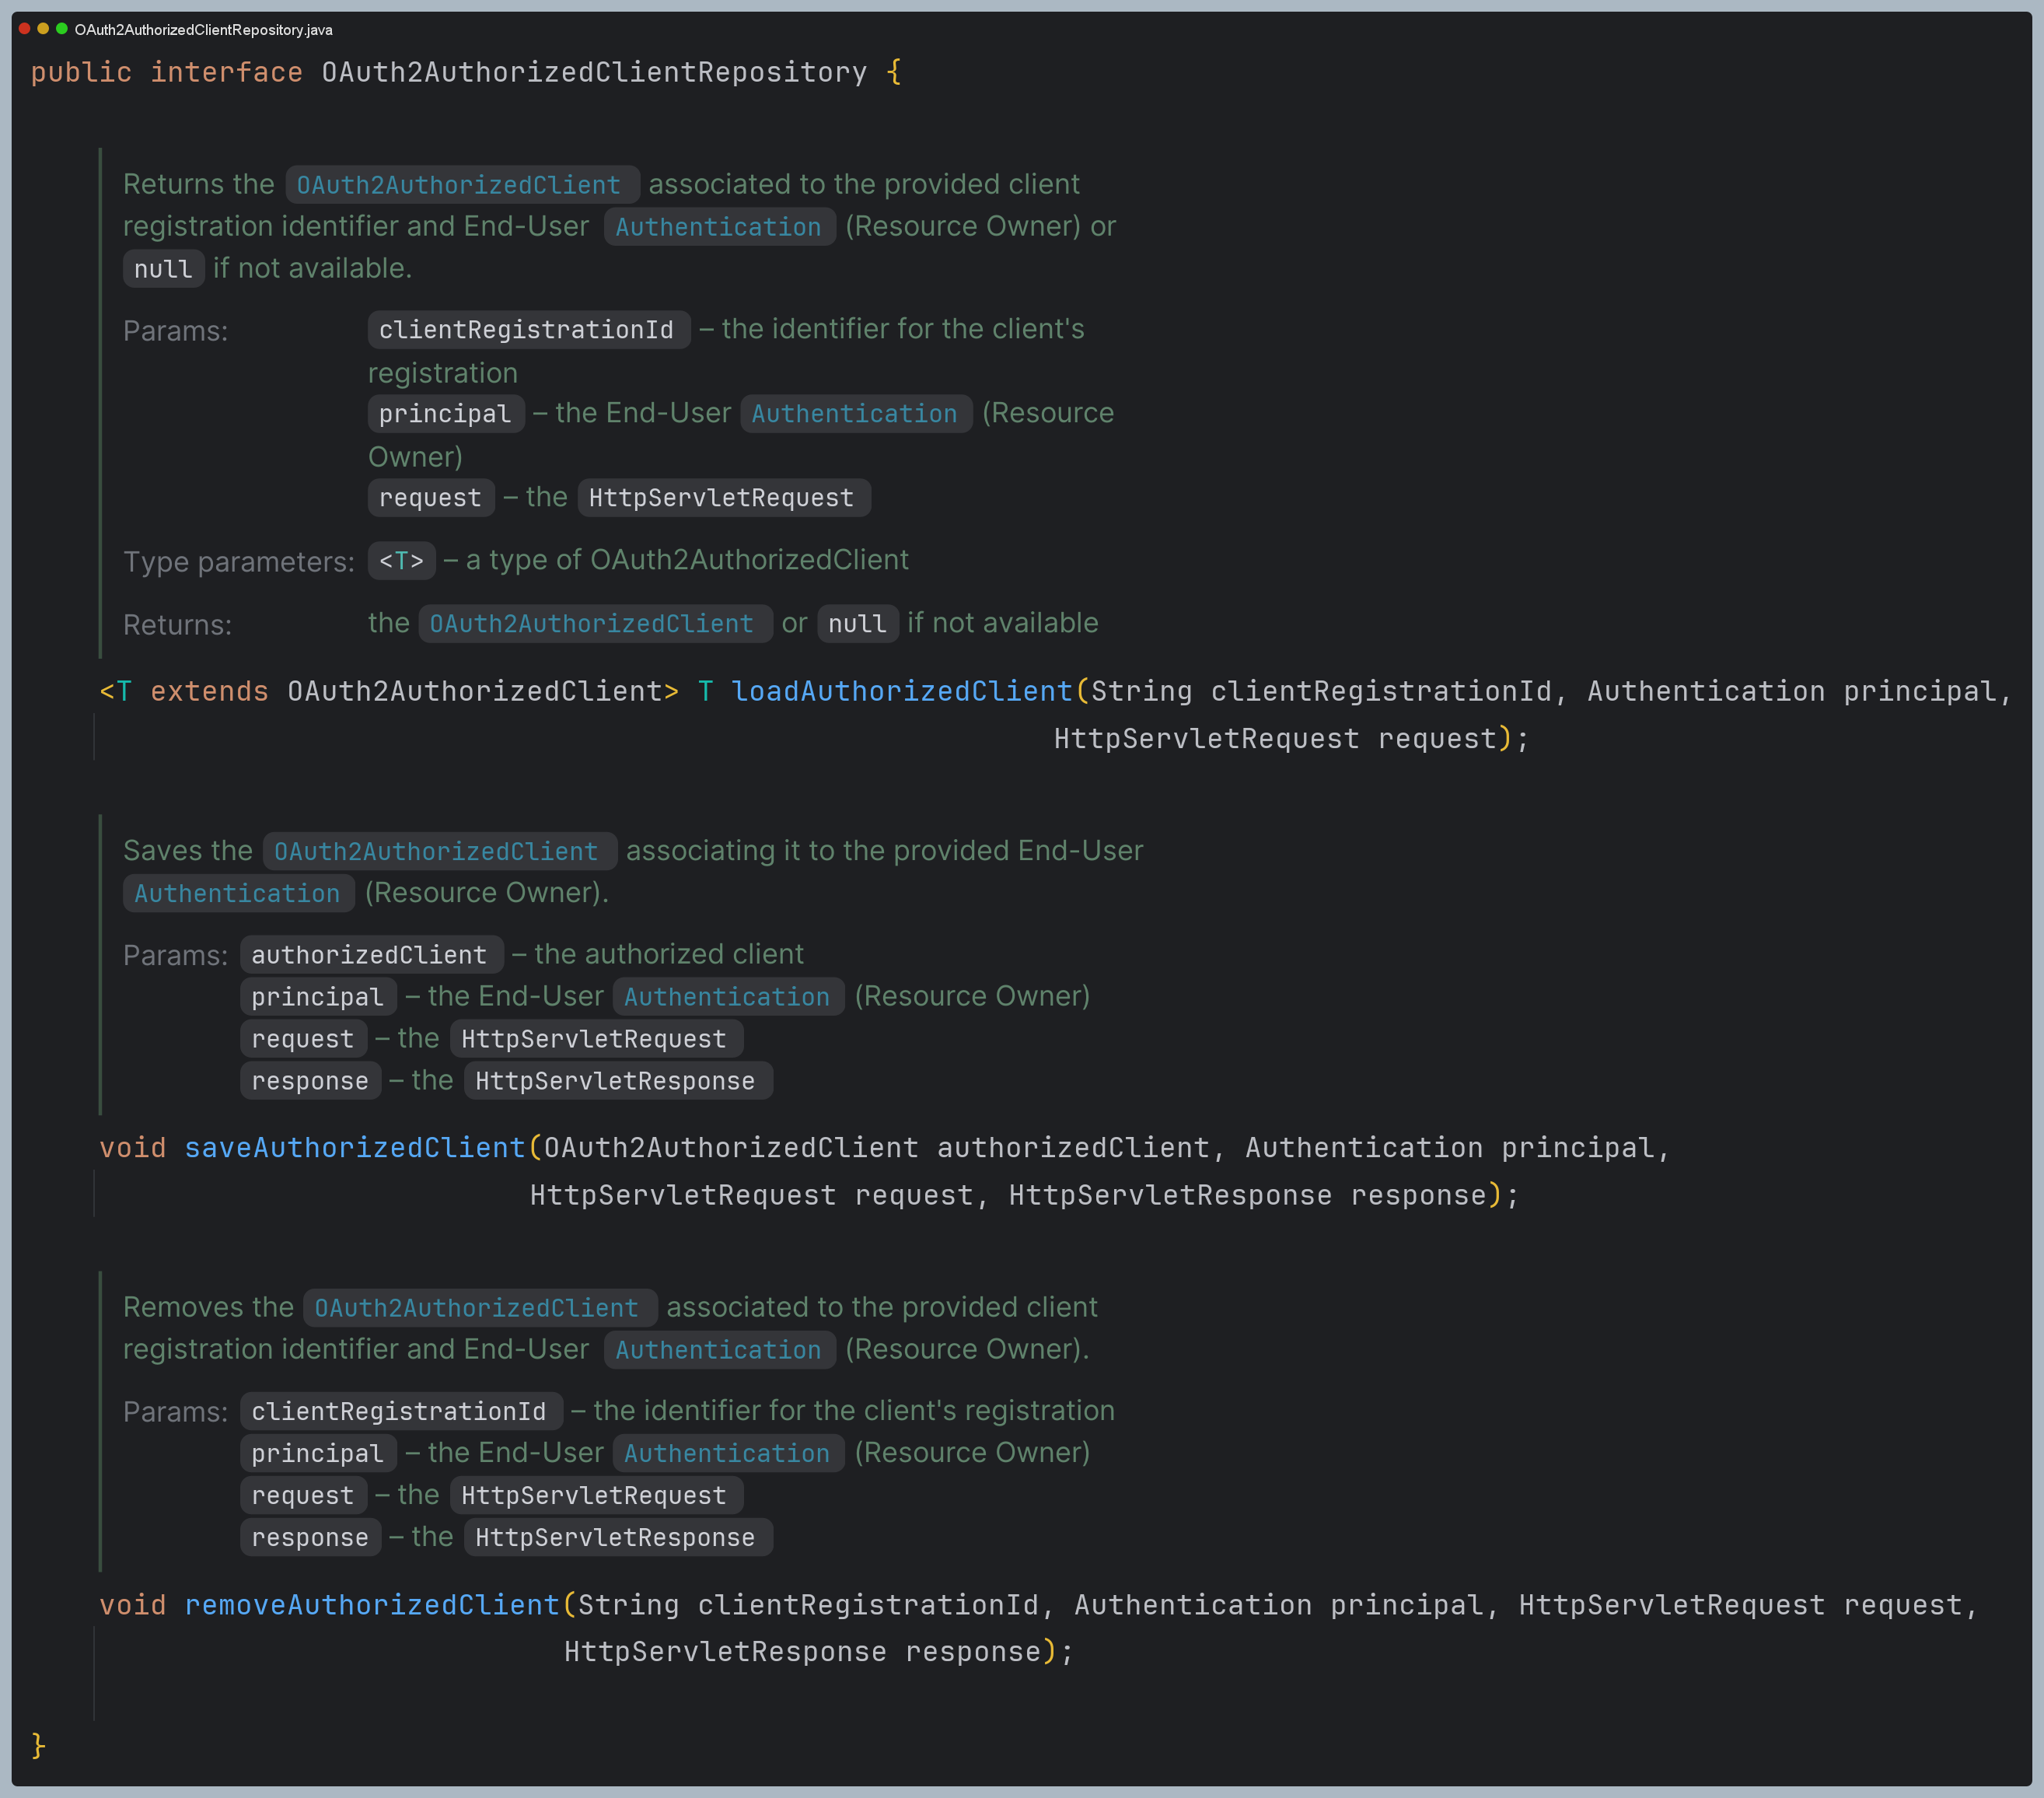 OAuth2AuthorizedClientRepository.java
public interface OAuth2AuthorizedClientRepository {
Returns the OAuth2AuthorizedClient associated to the provided client
registration identifier and End-User Authentication (Resource Owner) or
null if not available.
Params: clientRegistrationId – the identifier for the client's
registration
principal – the End-User Authentication (Resource
Owner)
request – the HttpServletRequest
Type parameters: <T> – a type of OAuth2AuthorizedClient
Returns: the OAuth2AuthorizedClient or null if not available
<T extends OAuth2AuthorizedClient> T loadAuthorizedClient(String clientRegistrationId, Authentication principal,
HttpServletRequest request);
Saves the OAuth2AuthorizedClient associating it to the provided End-User
Authentication (Resource Owner).
Params: authorizedClient – the authorized client
principal – the End-User Authentication (Resource Owner)
request – the HttpServletRequest
response – the HttpServletResponse
void saveAuthorizedClient(OAuth2AuthorizedClient authorizedClient, Authentication principal,
HttpServletRequest request, HttpServletResponse response);
Removes the OAuth2AuthorizedClient associated to the provided client
registration identifier and End-User Authentication (Resource Owner).
Params: clientRegistrationId – the identifier for the client's registration
principal – the End-User Authentication (Resource Owner)
request – the HttpServletRequest
response – the HttpServletResponse
void removeAuthorizedClient(String clientRegistrationId, Authentication principal, HttpServletRequest request,
HttpServletResponse response);
}